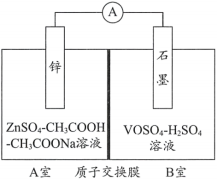 A
锌
石
墨
ZnSO₄-CH₃COOH
-CH₃COONa溶液
VOSO₄-H₂SO₄
溶液
A室 质子交换膜 B室